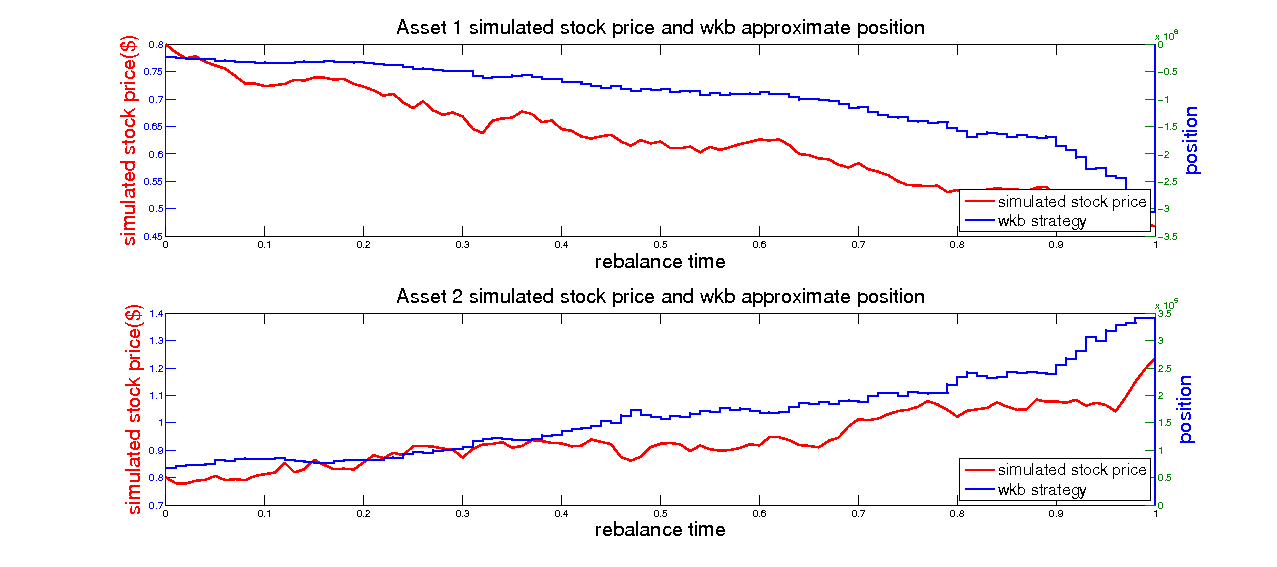 Asset 1 simulated stock price and wkb approximate position
simulated stock price($)
0.8
0.75
0.7
0.65
0.6
0.55
0.5
0.45
0 0.1 0.2 0.3 0.4 0.5 0.6 0.7 0.8 0.9 1
rebalance time
0
−0.5
−1
−1.5
−2
−2.5
−3
−3.5
position
simulated stock price
wkb strategy
Asset 2 simulated stock price and wkb approximate position
simulated stock price($)
1.4
1.3
1.2
1.1
1
0.9
0.8
0.7
0 0.1 0.2 0.3 0.4 0.5 0.6 0.7 0.8 0.9 1
rebalance time
3.5
3
2.5
2
1.5
1
0.5
0
position
simulated stock price
wkb strategy